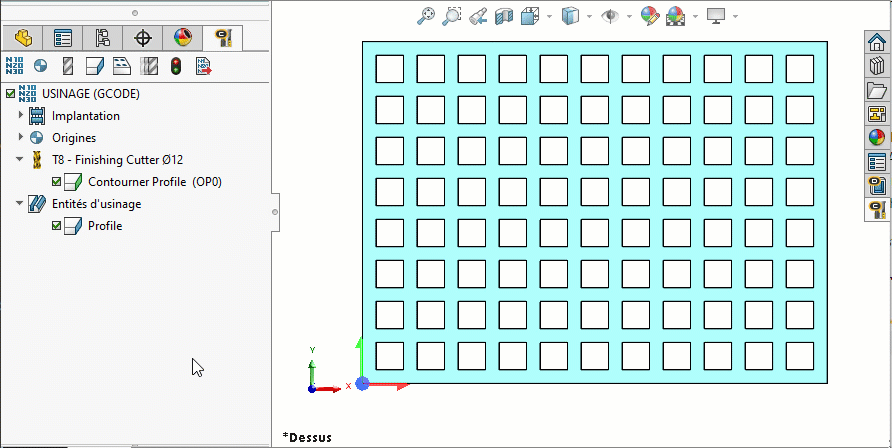 USINAGE (GCODE)
Implantation
Origines
T8 - Finishing Cutter Ø12
Contourner Profile (OP0)
Entités d'usinage
Profile
Y
X
*Dessus